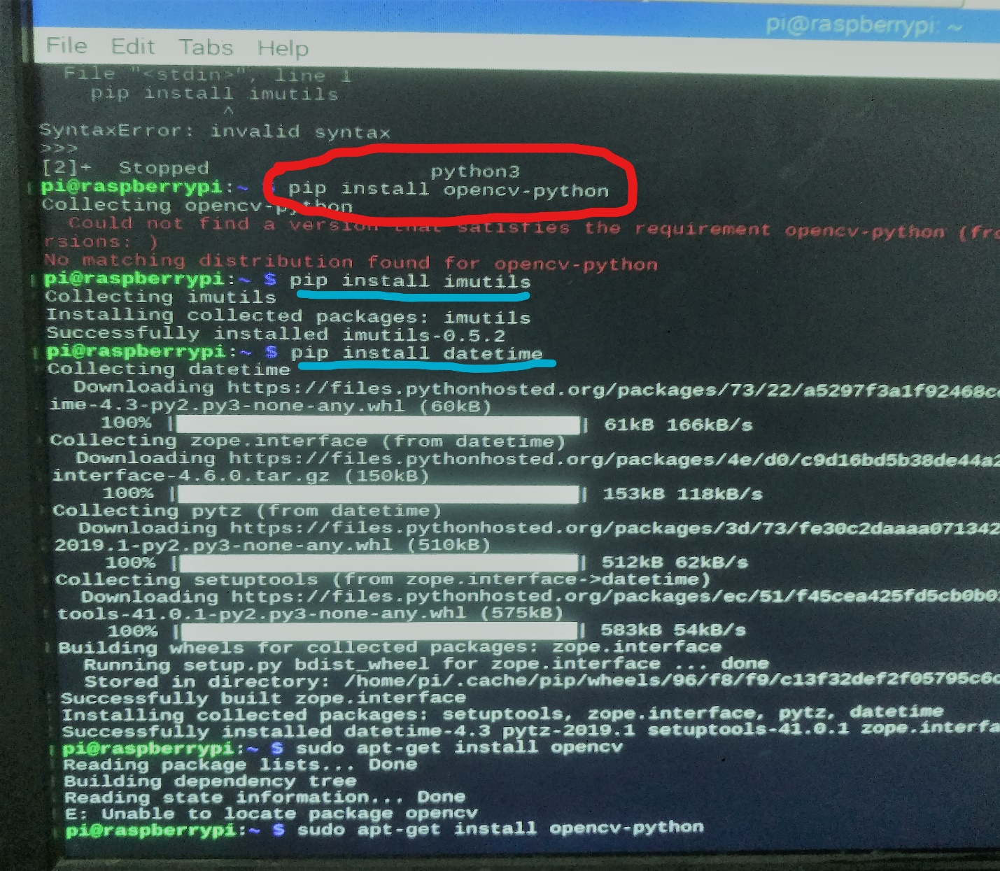 pi@raspberrypi: ~
File Edit Tabs Help
File "<stdin>", line 1
pip install imutils
^
SyntaxError: invalid syntax
>>>
[2]+ Stopped python3
pi@raspberrypi:~ $ pip install opencv-python
Collecting opencv-python
Could not find a version that satisfies the requirement opencv-python (fro
rsions: )
No matching distribution found for opencv-python
pi@raspberrypi:~ $ pip install imutils
Collecting imutils
Installing collected packages: imutils
Successfully installed imutils-0.5.2
pi@raspberrypi:~ $ pip install datetime
Collecting datetime
Downloading https://files.pythonhosted.org/packages/73/22/a5297f3a1f92468c
ime-4.3-py2.py3-none-any.whl (60kB)
100% || 61kB 166kB/s
Collecting zope.interface (from datetime)
Downloading https://files.pythonhosted.org/packages/4e/d0/c9d16bd5b38de44a2
interface-4.6.0.tar.gz (150kB)
100% || 153kB 118kB/s
Collecting pytz (from datetime)
Downloading https://files.pythonhosted.org/packages/3d/73/fe30c2daaaa071342
2019.1-py2.py3-none-any.whl (510kB)
100% || 512kB 62kB/s
Collecting setuptools (from zope.interface->datetime)
Downloading https://files.pythonhosted.org/packages/ec/51/f45cea425fd5cb0b0
tools-41.0.1-py2.py3-none-any.whl (575kB)
100% || 583kB 54kB/s
Building wheels for collected packages: zope.interface
Running setup.py bdist_wheel for zope.interface ... done
Stored in directory: /home/pi/.cache/pip/wheels/96/f8/f9/c13f32def2f05795c6c
Successfully built zope.interface
Installing collected packages: setuptools, zope.interface, pytz, datetime
Successfully installed datetime-4.3 pytz-2019.1 setuptools-41.0.1 zope.interfa
pi@raspberrypi:~ $ sudo apt-get install opencv
Reading package lists... Done
Building dependency tree
Reading state information... Done
E: Unable to locate package opencv
pi@raspberrypi:~ $ sudo apt-get install opencv-python